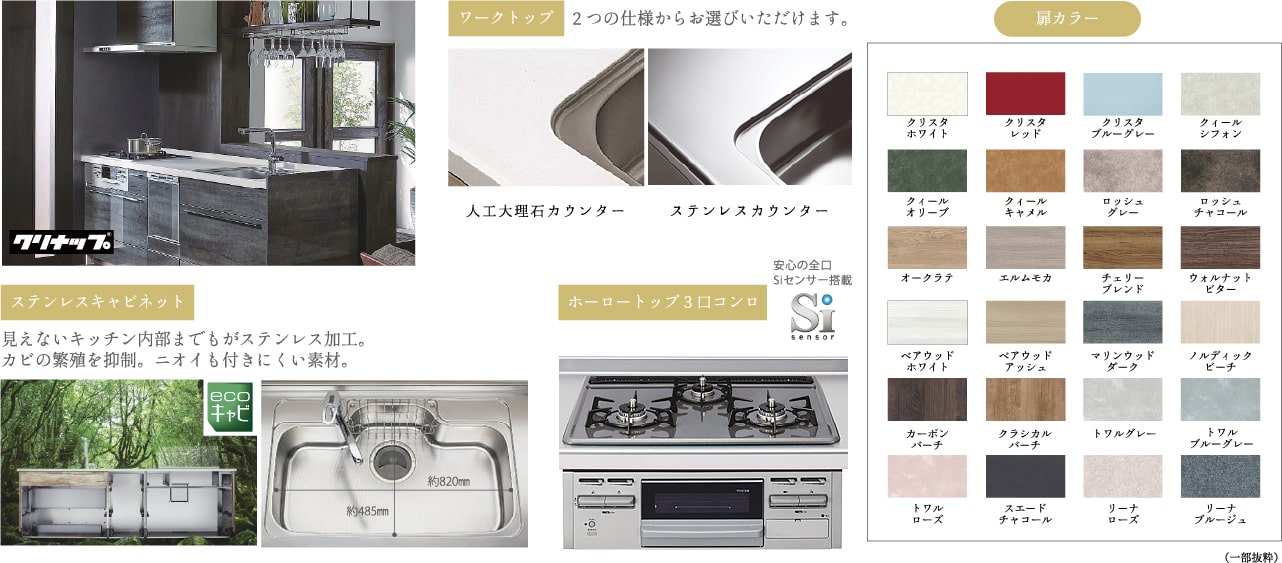 クリナップ
ワークトップ 2つの仕様からお選びいただけます。
人工大理石カウンター
ステンレスカウンター
ステンレスキャビネット
見えないキッチン内部までもがステンレス加工。
カビの繁殖を抑制。ニオイも付きにくい素材。
eco
キャビ
約820mm
約485mm
安心の全口
Siセンサー搭載
ホーロートップ3口コンロ
Si
sensor
扉カラー
クリスタ
ホワイト
クリスタ
レッド
クリスタ
ブルーグレー
クィール
シフォン
クィール
オリーブ
クィール
キャメル
ロッシュ
グレー
ロッシュ
チャコール
オークラテ
エルムモカ
チェリー
ブレンド
ウォルナット
ビター
ペアウッド
ホワイト
ペアウッド
アッシュ
マリンウッド
ダーク
ノルディック
ビーチ
カーボン
バーチ
クラシカル
バーチ
トワルグレー
トワル
ブルーグレー
トワル
ローズ
スエード
チャコール
リーナ
ローズ
リーナ
ブルージュ
（一部抜粋）